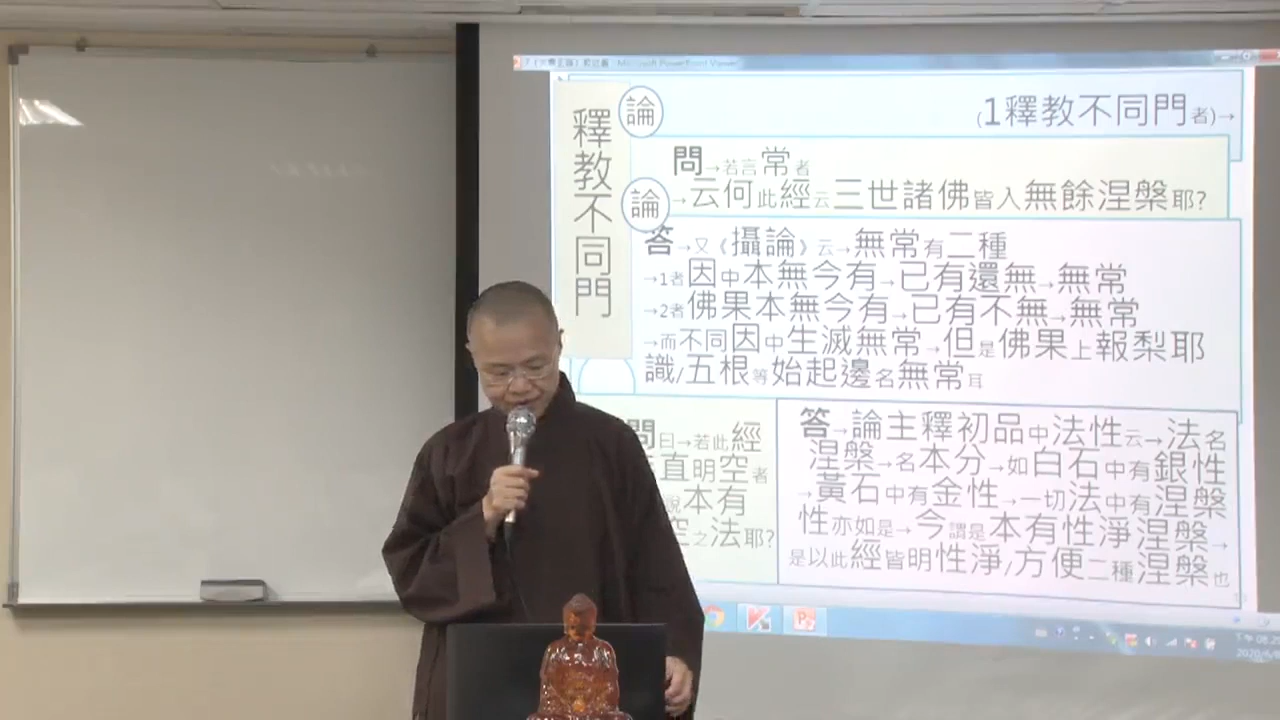 Microsoft PowerPoint Viewer
釋教不同門
論
(1釋教不同門者)→
問→若言常者
論
→云何此經云三世諸佛皆入無餘涅槃耶?
答→又《攝論》云→無常有二種
→1者因中本無今有→已有還無→無常
→2者佛果本無今有→已有不無→無常
→而不同因中生滅無常→但是佛果上報梨耶
識/五根等始起邊名無常耳
問曰→若此經
直明空者
說本有
空之法耶?
答→論主釋初品中法性云→法名
涅槃→名本分→如白石中有銀性
→黃石中有金性→一切法中有涅槃
性亦如是→今謂是本有性淨涅槃→
是以此經皆明性淨/方便二種涅槃也